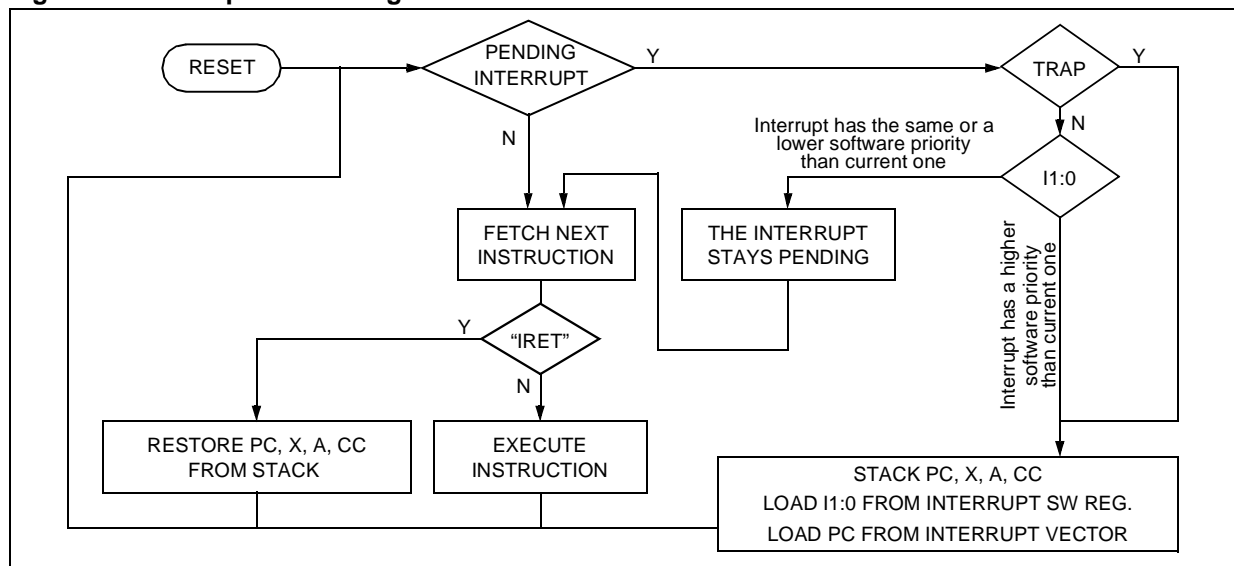 RESET
PENDING
INTERRUPT
Y
TRAP
Y
N
N
Interrupt has the same or a
lower software priority
than current one
I1:0
FETCH NEXT
INSTRUCTION
THE INTERRUPT
STAYS PENDING
Interrupt has a higher
software priority
than current one
Y
“IRET”
N
RESTORE PC, X, A, CC
FROM STACK
EXECUTE
INSTRUCTION
STACK PC, X, A, CC
LOAD I1:0 FROM INTERRUPT SW REG.
LOAD PC FROM INTERRUPT VECTOR